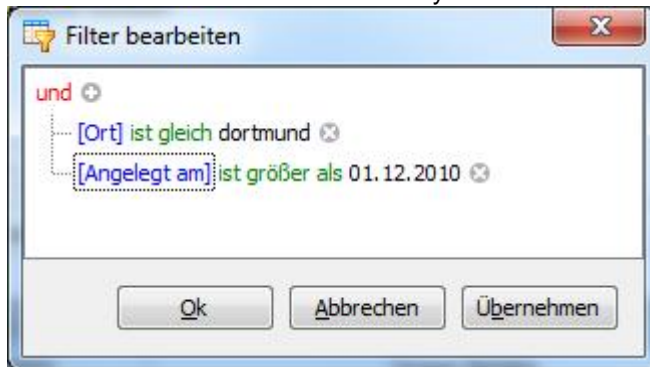 Filter bearbeiten
und
[Ort] ist gleich dortmund
[Angelegt am] ist größer als 01.12.2010
Ok Abbrechen Übernehmen